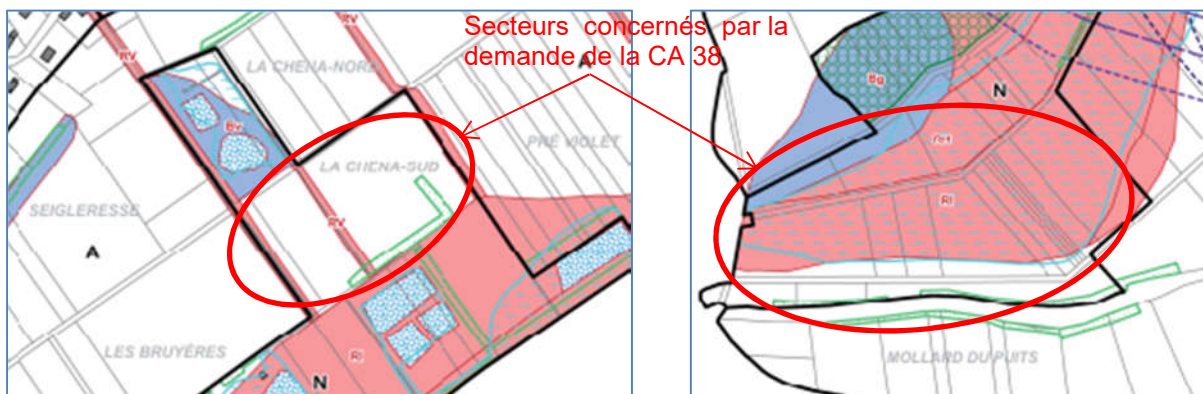 Secteurs concernés par la
demande de la CA 38
RV
RV
LA CHENA-NORD
A
Bv
PRÉ VIOLET
LA CHENA-SUD
SEIGLERESSE
RV
A
LES BRUYÈRES
RI
N
Bg
N
RI
MOLLARD DU PUITS